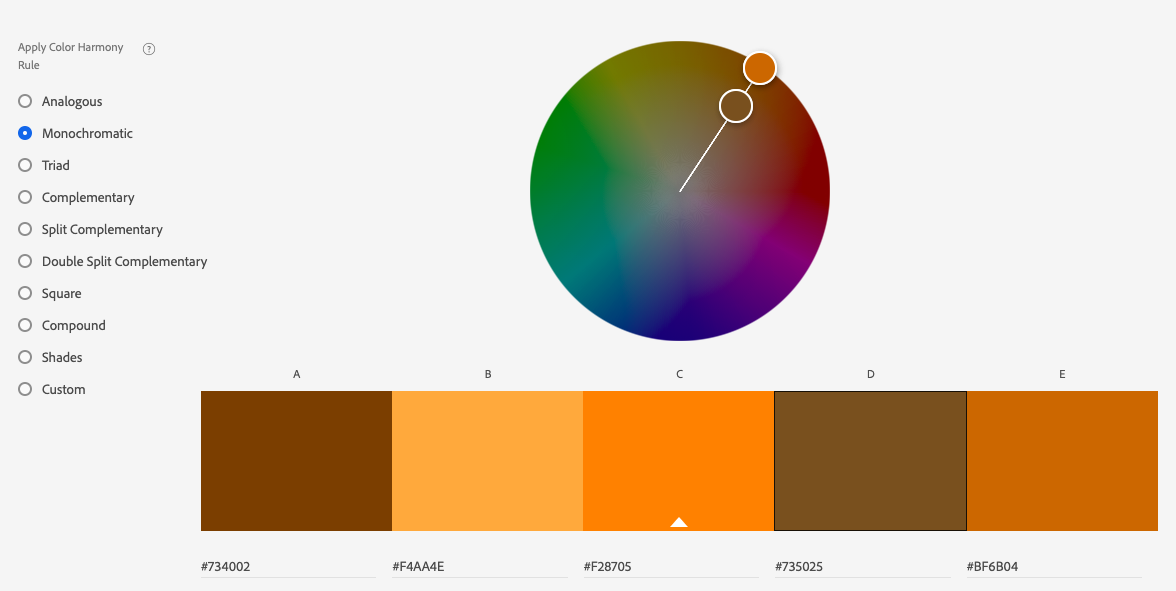 Apply Color Harmony
Rule
?
Analogous
Monochromatic
Triad
Complementary
Split Complementary
Double Split Complementary
Square
Compound
Shades
Custom
A B C D E
#734002 #F4AA4E #F28705 #735025 #BF6B04